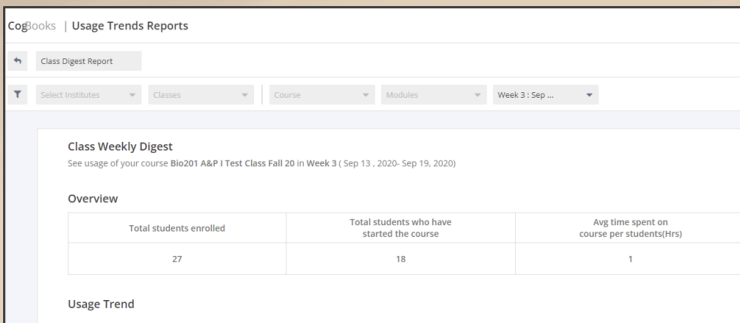 CogBooks | Usage Trends Reports
Class Digest Report
Select Institutes Classes Course Modules Week 3 : Sep ...
Class Weekly Digest
See usage of your course Bio201 A&P I Test Class Fall 20 in Week 3 ( Sep 13 , 2020- Sep 19, 2020)
Overview
Total students enrolled
Total students who have
started the course
Avg time spent on
course per students(Hrs)
27 18 1
Usage Trend